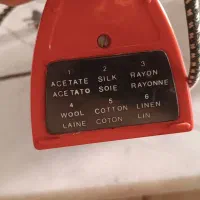 1 2 3
ACETATE SILK RAYON
ACETATO SOIE RAYONNE
4 5 6
WOOL COTTON LINEN
LAINE COTON LIN